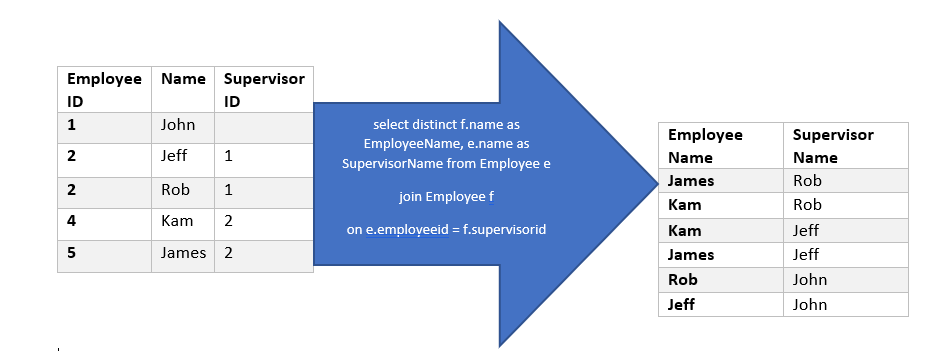 Employee ID Name Supervisor ID
1 John
2 Jeff 1
2 Rob 1
4 Kam 2
5 James 2
select distinct f.name as
EmployeeName, e.name as
SupervisorName from Employee e
join Employee f
on e.employeeid = f.supervisorid
Employee Name Supervisor Name
James Rob
Kam Rob
Kam Jeff
James Jeff
Rob John
Jeff John